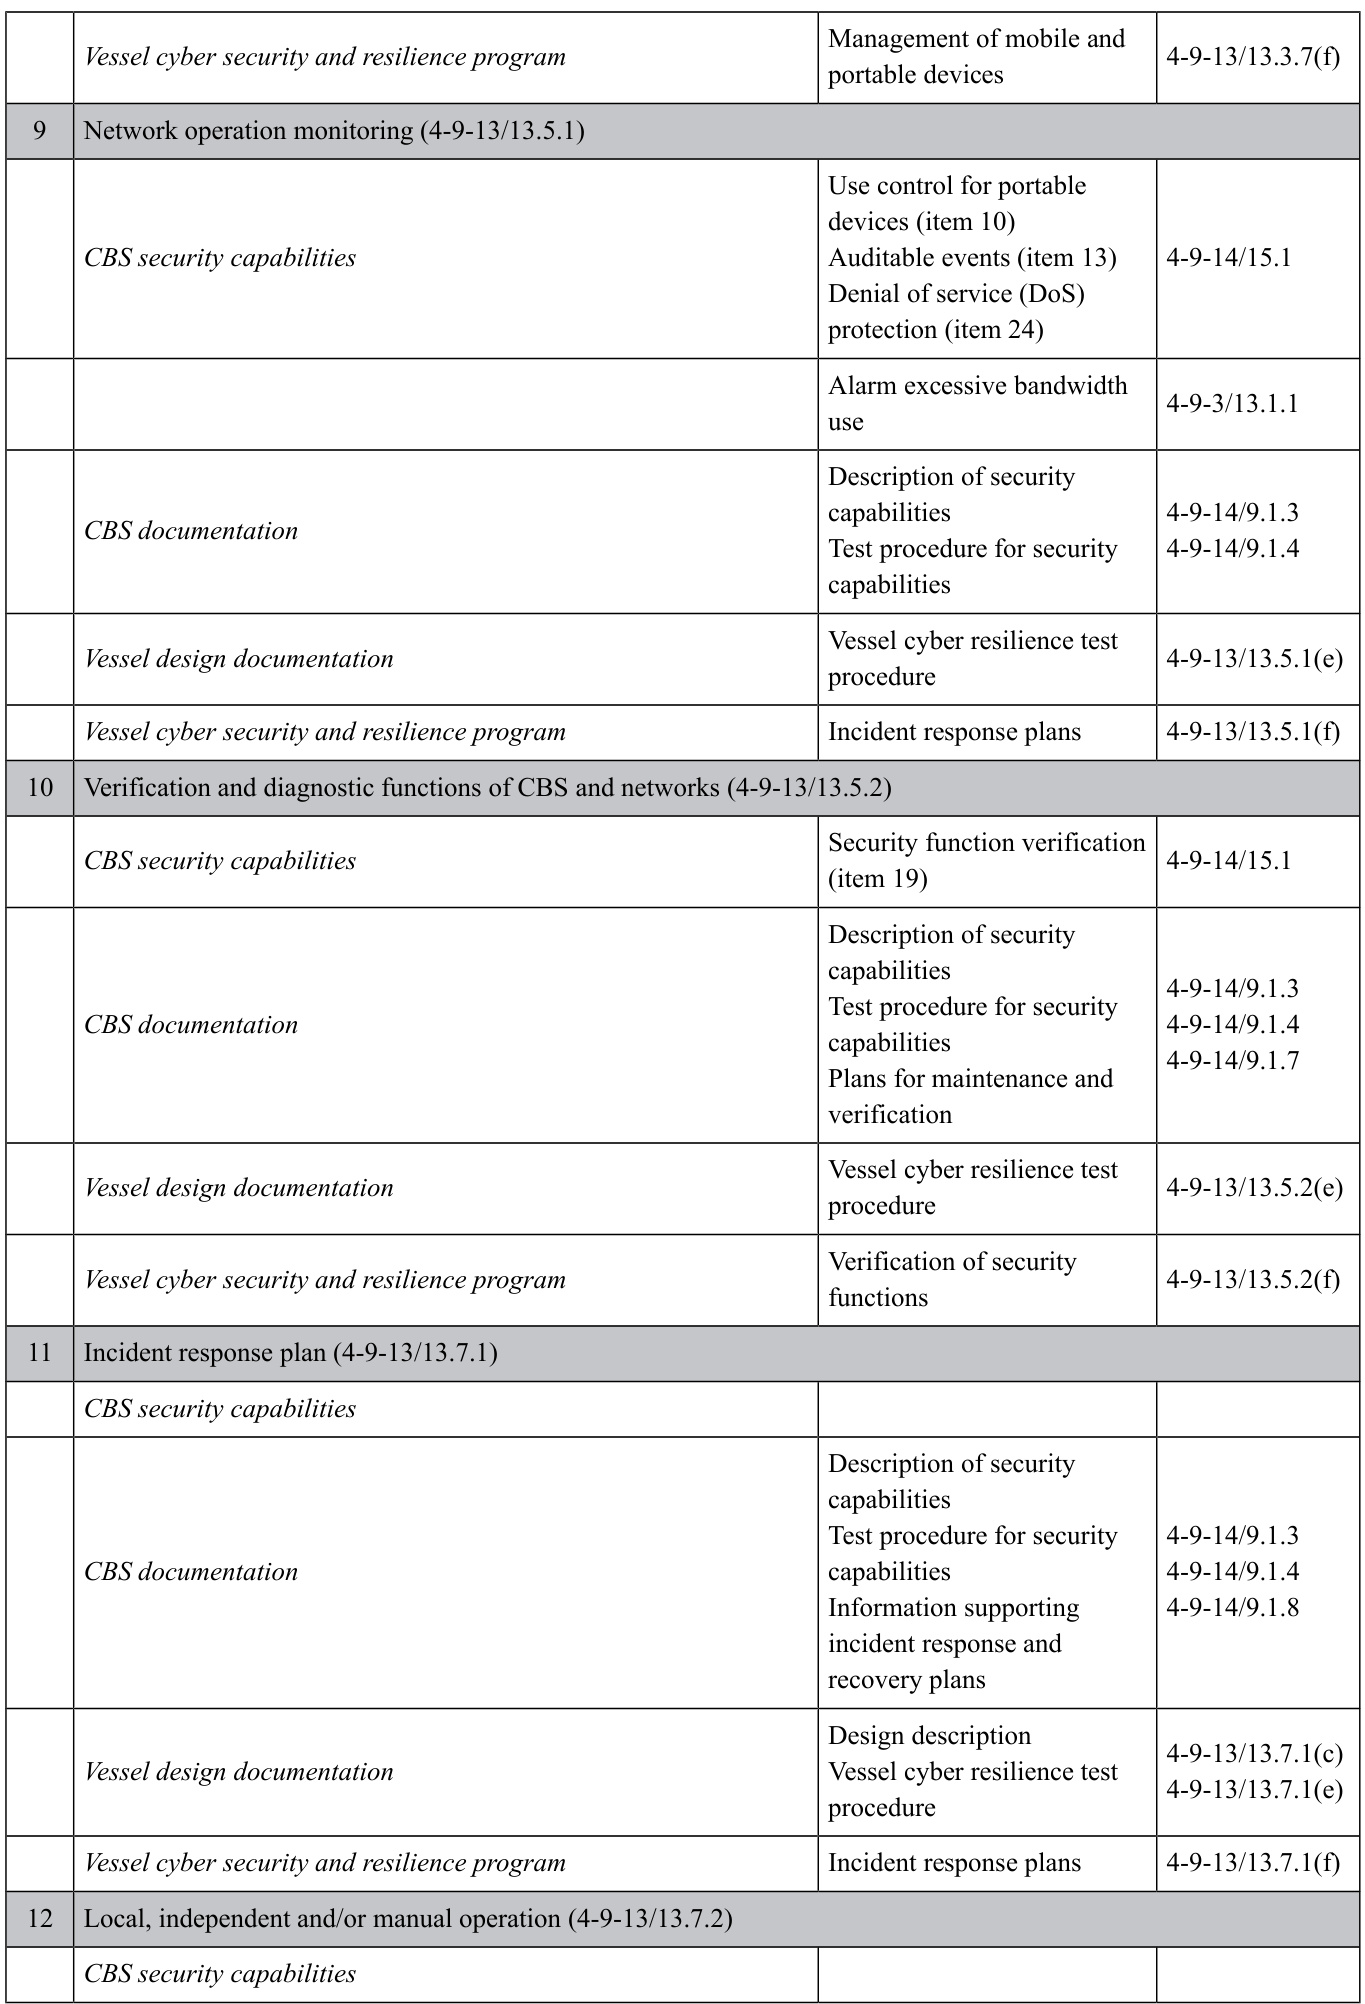 Vessel cyber security and resilience program
Management of mobile and
portable devices
4-9-13/13.3.7(f)
9
Network operation monitoring (4-9-13/13.5.1)
CBS security capabilities
Use control for portable
devices (item 10)
Auditable events (item 13)
Denial of service (DoS)
protection (item 24)
4-9-14/15.1
Alarm excessive bandwidth
use
4-9-3/13.1.1
CBS documentation
Description of security
capabilities
Test procedure for security
capabilities
4-9-14/9.1.3
4-9-14/9.1.4
Vessel design documentation
Vessel cyber resilience test
procedure
4-9-13/13.5.1(e)
Vessel cyber security and resilience program
Incident response plans
4-9-13/13.5.1(f)
10
Verification and diagnostic functions of CBS and networks (4-9-13/13.5.2)
CBS security capabilities
Security function verification
(item 19)
4-9-14/15.1
CBS documentation
Description of security
capabilities
Test procedure for security
capabilities
Plans for maintenance and
verification
4-9-14/9.1.3
4-9-14/9.1.4
4-9-14/9.1.7
Vessel design documentation
Vessel cyber resilience test
procedure
4-9-13/13.5.2(e)
Vessel cyber security and resilience program
Verification of security
functions
4-9-13/13.5.2(f)
11
Incident response plan (4-9-13/13.7.1)
CBS security capabilities
CBS documentation
Description of security
capabilities
Test procedure for security
capabilities
Information supporting
incident response and
recovery plans
4-9-14/9.1.3
4-9-14/9.1.4
4-9-14/9.1.8
Vessel design documentation
Design description
Vessel cyber resilience test
procedure
4-9-13/13.7.1(c)
4-9-13/13.7.1(e)
Vessel cyber security and resilience program
Incident response plans
4-9-13/13.7.1(f)
12
Local, independent and/or manual operation (4-9-13/13.7.2)
CBS security capabilities